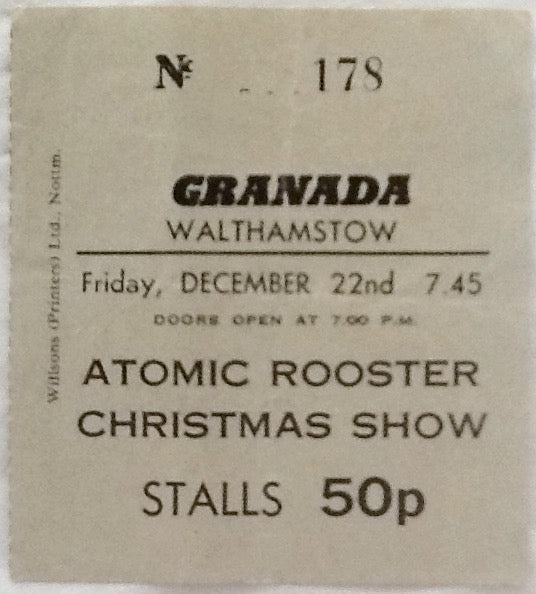 No 178
GRANADA
WALTHAMSTOW
Friday, DECEMBER 22nd 7.45
DOORS OPEN AT 7.00 P.M.
ATOMIC ROOSTER
CHRISTMAS SHOW
STALLS 50p
Willsons (Printers) Ltd., Nottm.